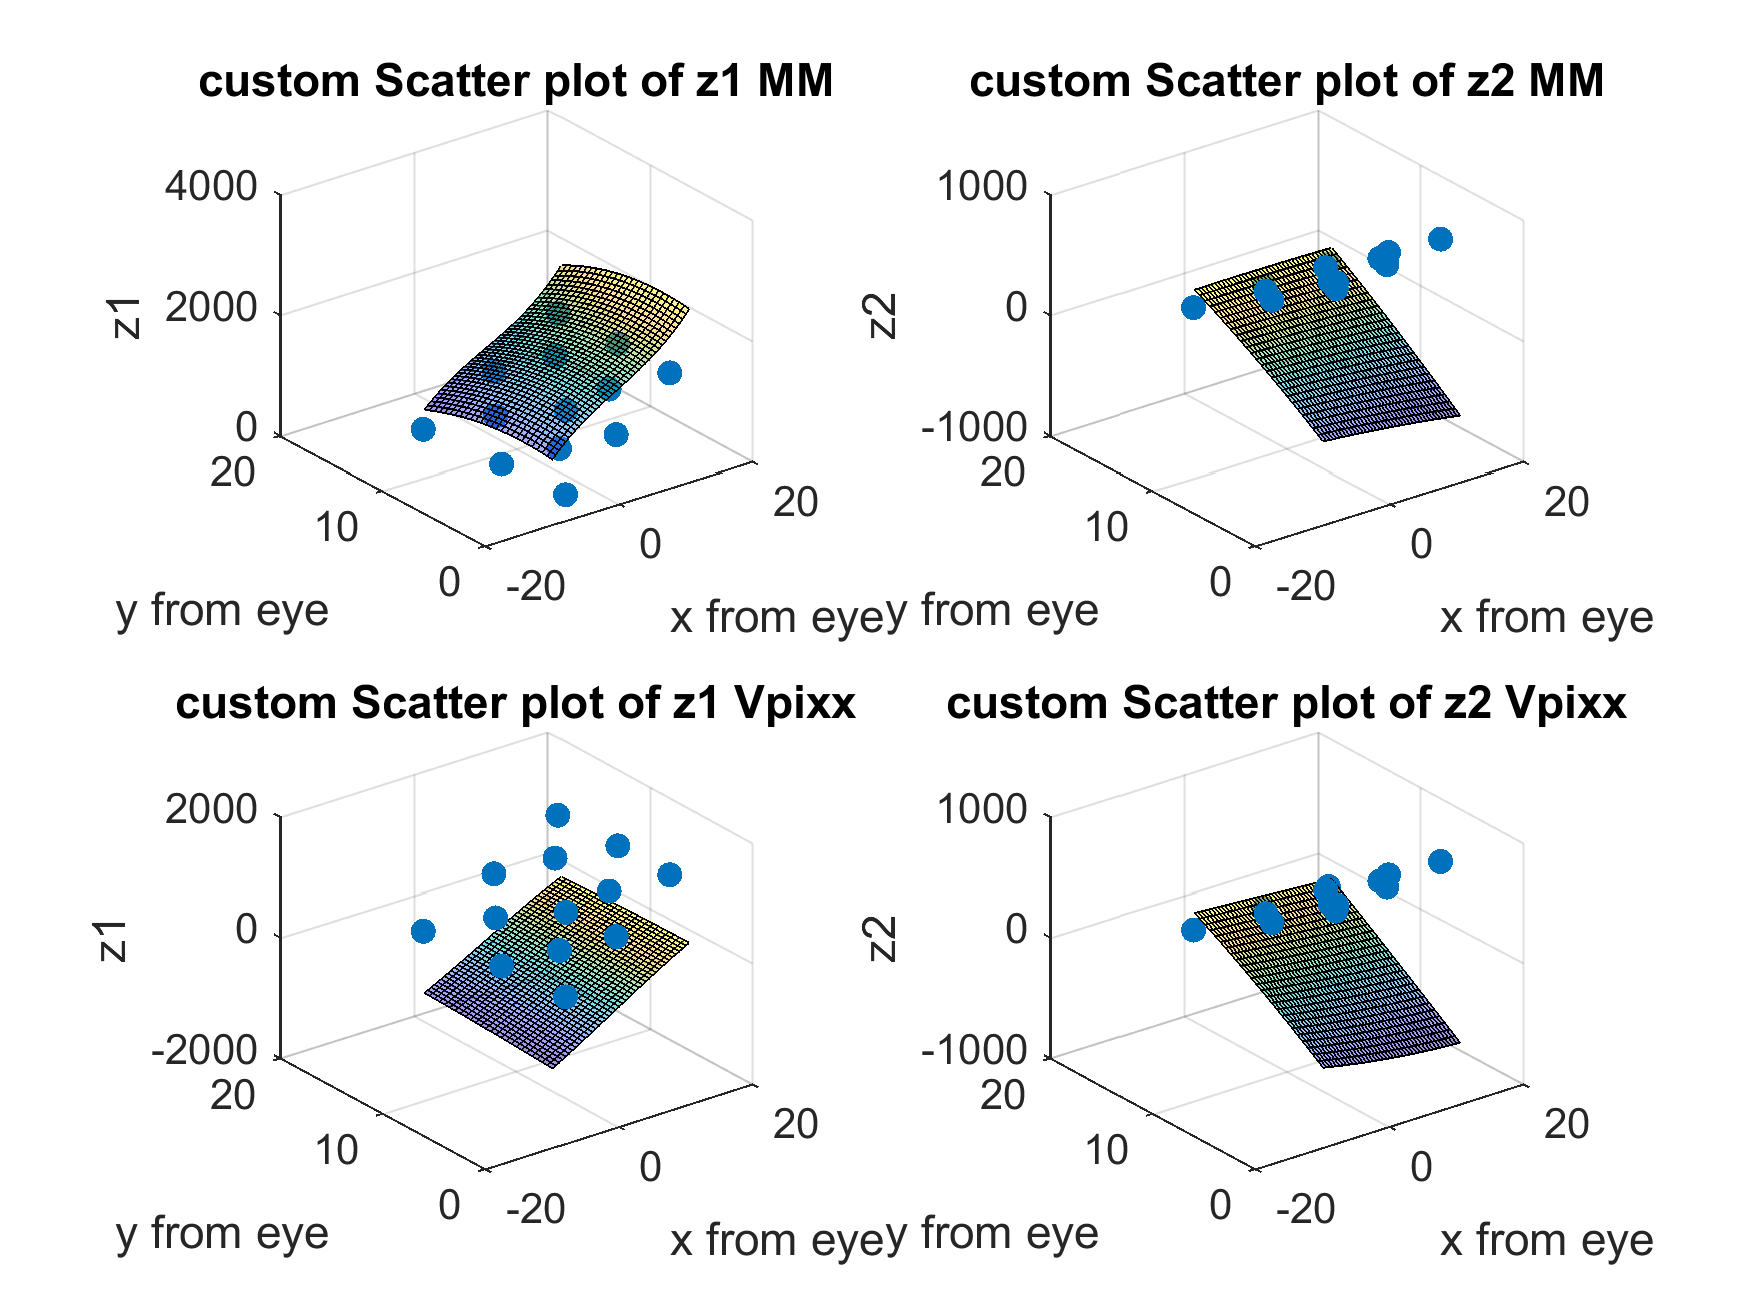 custom Scatter plot of z1 MM
4000
2000
0
z1
20
10
0
y from eye
-20
0
20
x from eye
custom Scatter plot of z2 MM
1000
0
-1000
z2
20
10
0
y from eye
-20
0
20
x from eye
custom Scatter plot of z1 Vpixx
2000
0
-2000
z1
20
10
0
y from eye
-20
0
20
x from eye
custom Scatter plot of z2 Vpixx
1000
0
-1000
z2
20
10
0
y from eye
-20
0
20
x from eye